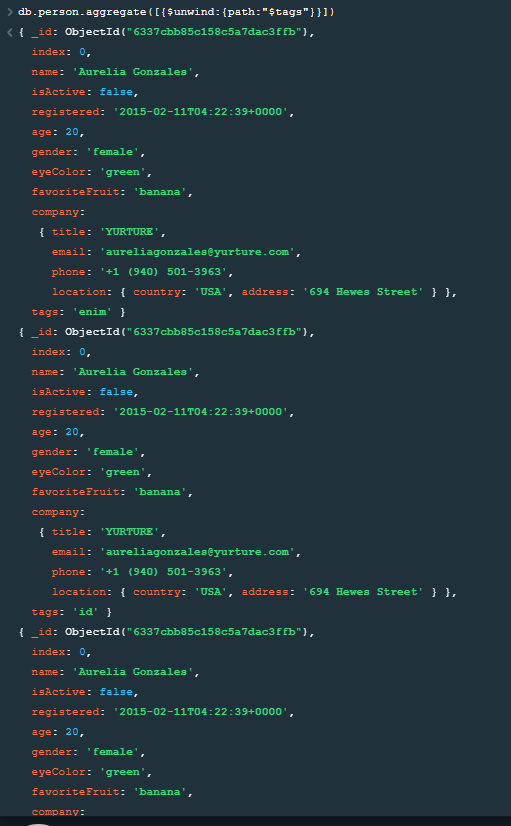 db.person.aggregate([{$unwind:{path:"$tags"}}])
{ _id: ObjectId("6337cbb85c158c5a7dac3ffb"),
index: 0,
name: 'Aurelia Gonzales',
isActive: false,
registered: '2015-02-11T04:22:39+0000',
age: 20,
gender: 'female',
eyeColor: 'green',
favoriteFruit: 'banana',
company:
{ title: 'YURTURE',
email: 'aureliagonzales@yurture.com',
phone: '+1 (940) 501-3963',
location: { country: 'USA', address: '694 Hewes Street' } },
tags: 'enim' }
{ _id: ObjectId("6337cbb85c158c5a7dac3ffb"),
index: 0,
name: 'Aurelia Gonzales',
isActive: false,
registered: '2015-02-11T04:22:39+0000',
age: 20,
gender: 'female',
eyeColor: 'green',
favoriteFruit: 'banana',
company:
{ title: 'YURTURE',
email: 'aureliagonzales@yurture.com',
phone: '+1 (940) 501-3963',
location: { country: 'USA', address: '694 Hewes Street' } },
tags: 'id' }
{ _id: ObjectId("6337cbb85c158c5a7dac3ffb"),
index: 0,
name: 'Aurelia Gonzales',
isActive: false,
registered: '2015-02-11T04:22:39+0000',
age: 20,
gender: 'female',
eyeColor: 'green',
favoriteFruit: 'banana',
company: